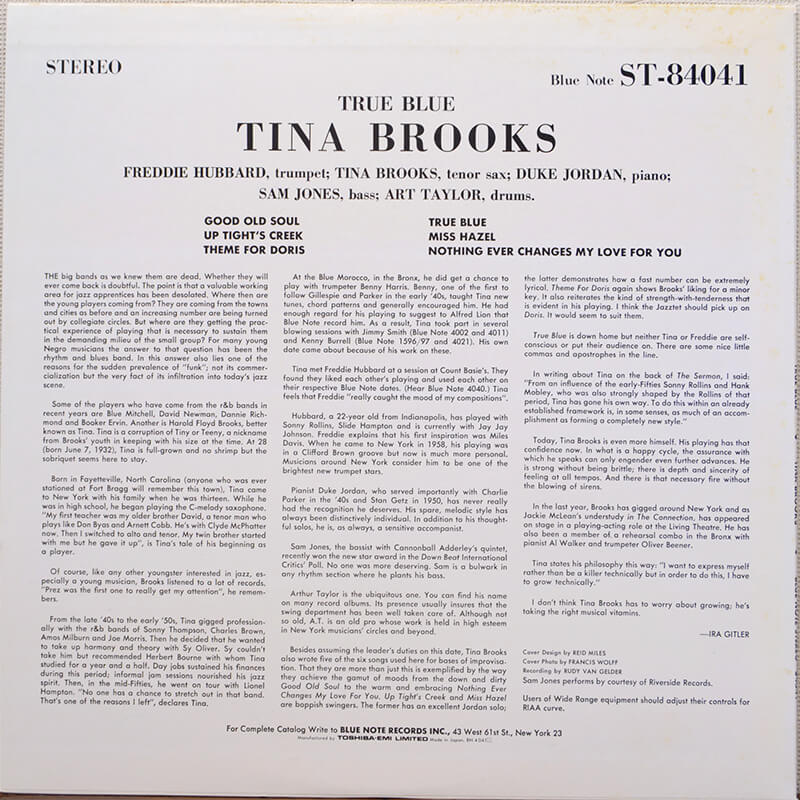 STEREO
Blue Note ST-84041
TRUE BLUE
TINA BROOKS
FREDDIE HUBBARD, trumpet; TINA BROOKS, tenor sax; DUKE JORDAN, piano;
SAM JONES, bass; ART TAYLOR, drums.
GOOD OLD SOUL
UP TIGHT'S CREEK
THEME FOR DORIS
TRUE BLUE
MISS HAZEL
NOTHING EVER CHANGES MY LOVE FOR YOU
THE big bands as we knew them are dead. Whether they will
ever come back is doubtful. The point is that a valuable working
area for jazz apprentices has been desolated. Where then are
the young players coming from? They are coming from the towns
and cities as before and an increasing number are being turned
out by collegiate circles. But where are they getting the prac-
tical experience of playing that is necessary to sustain them
in the demanding milieu of the small group? For many young
Negro musicians the answer to that question has been the
rhythm and blues band. In this answer also lies one of the
reasons for the sudden prevalence of "funk"; not its commer-
cialization but the very fact of its infiltration into today's jazz
scene.
Some of the players who have come from the r&b bands in
recent years are Blue Mitchell, David Newman, Dannie Rich-
mond and Booker Ervin. Another is Harold Floyd Brooks, better
known as Tina. Tina is a corruption of Tiny or Teeny, a nickname
from Brooks' youth in keeping with his size at the time. At 28
(born June 7, 1932), Tina is full-grown and no shrimp but the
sobriquet seems here to stay.
Born in Fayetteville, North Carolina (anyone who was ever
stationed at Fort Bragg will remember this town), Tina came
to New York with his family when he was thirteen. While he
was in high school, he began playing the C-melody saxophone.
"My first teacher was my older brother David, a tenor man who
plays like Don Byas and Arnett Cobb. He's with Clyde McPhatter
now. Then I switched to alto and tenor. My twin brother started
with me but he gave it up", is Tina's tale of his beginning as
a player.
Of course, like any other youngster interested in jazz, es-
pecially a young musician, Brooks listened to a lot of records.
"Prez was the first one to really get my attention", he remem-
bers.
From the late '40s to the early '50s, Tina gigged profession-
ally with the r&b bands of Sonny Thompson, Charles Brown,
Amos Milburn and Joe Morris. Then he decided that he wanted
to take up harmony and theory with Sy Oliver. Sy couldn't
take him but recommended Herbert Bourne with whom Tina
studied for a year and a half. Day jobs sustained his finances
during this period; informal jam sessions nourished his jazz
spirit. Then, in the mid-Fifties, he went on tour with Lionel
Hampton. "No one has a chance to stretch out in that band.
That's one of the reasons I left", declares Tina.
At the Blue Morocco, in the Bronx, he did get a chance to
play with trumpeter Benny Harris. Benny, one of the first to
follow Gillespie and Parker in the early '40s, taught Tina new
tunes, chord patterns and generally encouraged him. He had
enough regard for his playing to suggest to Alfred Lion that
Blue Note record him. As a result, Tina took part in several
blowing sessions with Jimmy Smith (Blue Note 4002 and 4011)
and Kenny Burrell (Blue Note 1596/97 and 4021). His own
date came about because of his work on these.
Tina met Freddie Hubbard at a session at Count Basie's. They
found they liked each other's playing and used each other on
their respective Blue Note dates. (Hear Blue Note 4040.) Tina
feels that Freddie "really caught the mood of my compositions".
Hubbard, a 22-year old from Indianapolis, has played with
Sonny Rollins, Slide Hampton and is currently with Jay Jay
Johnson. Freddie explains that his first inspiration was Miles
Davis. When he came to New York in 1958, his playing was
in a Clifford Brown groove but now is much more personal.
Musicians around New York consider him to be one of the
brightest new trumpet stars.
Pianist Duke Jordan, who served importantly with Charlie
Parker in the '40s and Stan Getz in 1950, has never really
had the recognition he deserves. His spare, melodic style has
always been distinctively individual. In addition to his thought-
ful solos, he is, as always, a sensitive accompanist.
Sam Jones, the bassist with Cannonball Adderley's quintet,
recently won the new star award in the Down Beat International
Critics' Poll. No one was more deserving. Sam is a bulwark in
any rhythm section where he plants his bass.
Arthur Taylor is the ubiquitous one. You can find his name
on many record albums. Its presence usually insures that the
swing department has been well taken care of. Although not
so old, A.T. is an old pro whose work is held in high esteem
in New York musicians' circles and beyond.
Besides assuming the leader's duties on this date, Tina Brooks
also wrote five of the six songs used here for bases of improvisa-
tion. That they are more than just this is exemplified by the way
they achieve the gamut of moods from the down and dirty
Good Old Soul to the warm and embracing Nothing Ever
Changes My Love For You. Up Tight's Creek and Miss Hazel
are boppish swingers. The former has an excellent Jordan solo;
the latter demonstrates how a fast number can be extremely
lyrical. Theme For Doris again shows Brooks' liking for a minor
key. It also reiterates the kind of strength-with-tenderness that
is evident in his playing. I think the Jazztet should pick up on
Doris. It would seem to suit them.
True Blue is down home but neither Tina or Freddie are self-
conscious or put their audience on. There are some nice little
commas and apostrophes in the line.
In writing about Tina on the back of The Sermon, I said:
"From an influence of the early-Fifties Sonny Rollins and Hank
Mobley, who was also strongly shaped by the Rollins of that
period, Tina has gone his own way. To do this within an already
established framework is, in some senses, as much of an accom-
plishment as forming a completely new style."
Today, Tina Brooks is even more himself. His playing has that
confidence now. In what is a happy cycle, the assurance with
which he speaks can only engender even further advances. He
is strong without being brittle; there is depth and sincerity of
feeling at all tempos. And there is that necessary fire without
the blowing of sirens.
In the last year, Brooks has gigged around New York and as
Jackie McLean's understudy in The Connection, has appeared
on stage in a playing-acting role at the Living Theatre. He has
also been a member of a rehearsal combo in the Bronx with
pianist Al Walker and trumpeter Oliver Beener.
Tina states his philosophy this way: "I want to express myself
rather than be a killer technically but in order to do this, I have
to grow technically."
I don't think Tina Brooks has to worry about growing; he's
taking the right musical vitamins.
—IRA GITLER
Cover Design by REID MILES
Cover Photo by FRANCIS WOLFF
Recording by RUDY VAN GELDER
Sam Jones performs by courtesy of Riverside Records.
Users of Wide Range equipment should adjust their controls for
RIAA curve.
For Complete Catalog Write to BLUE NOTE RECORDS INC., 43 West 61st St., New York 23
Manufactured by TOSHIBA-EMI LIMITED Made in Japan.